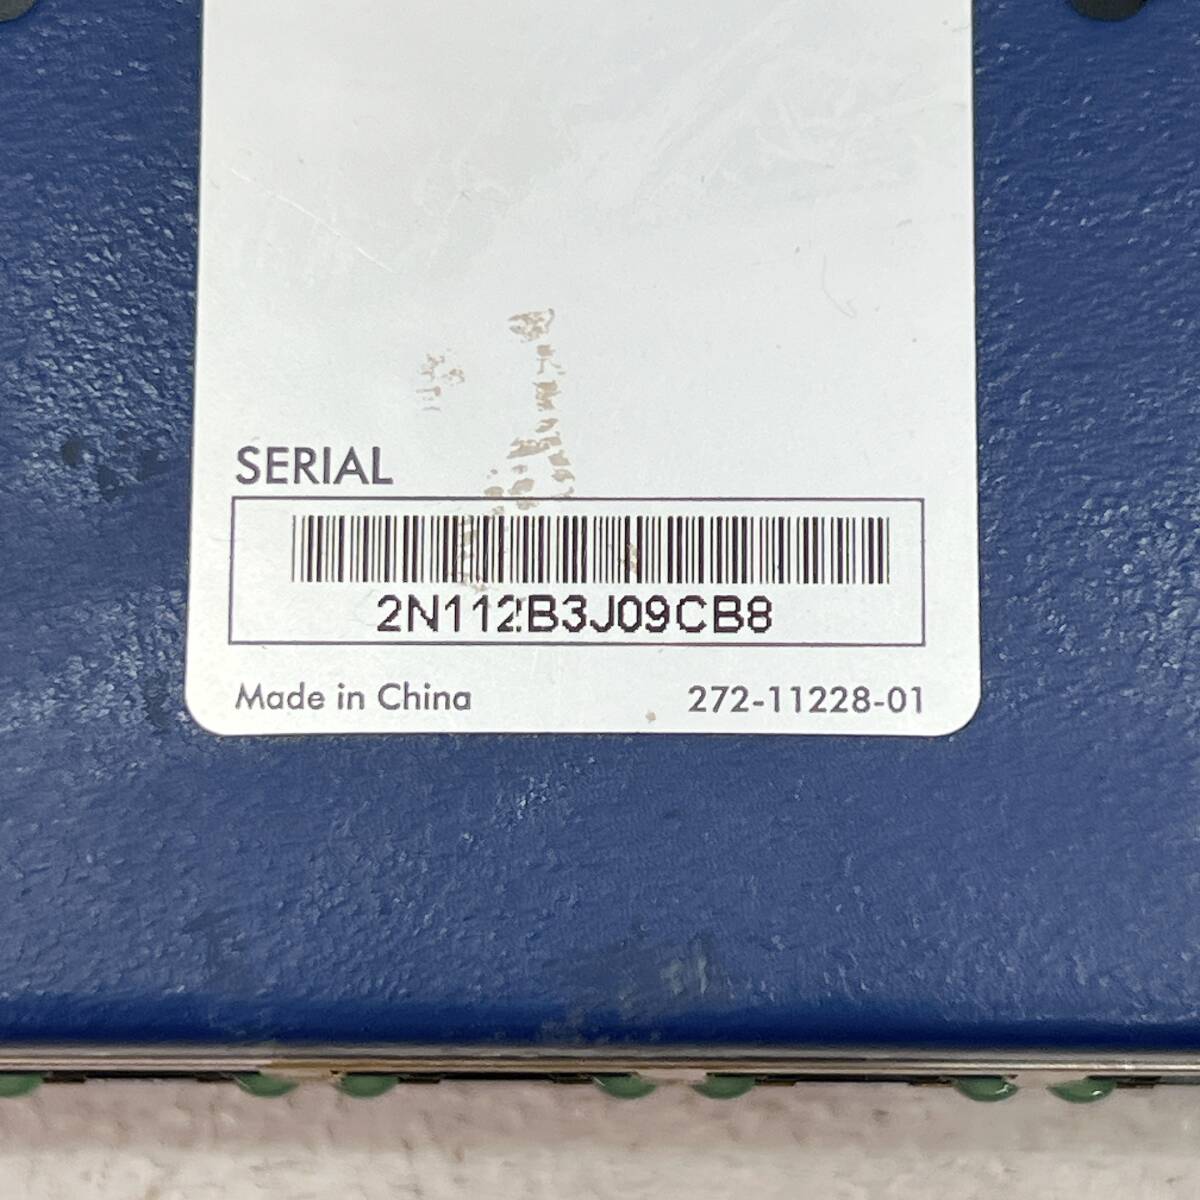 SERIAL
2N112B3J09CB8
Made in China 272-11228-01